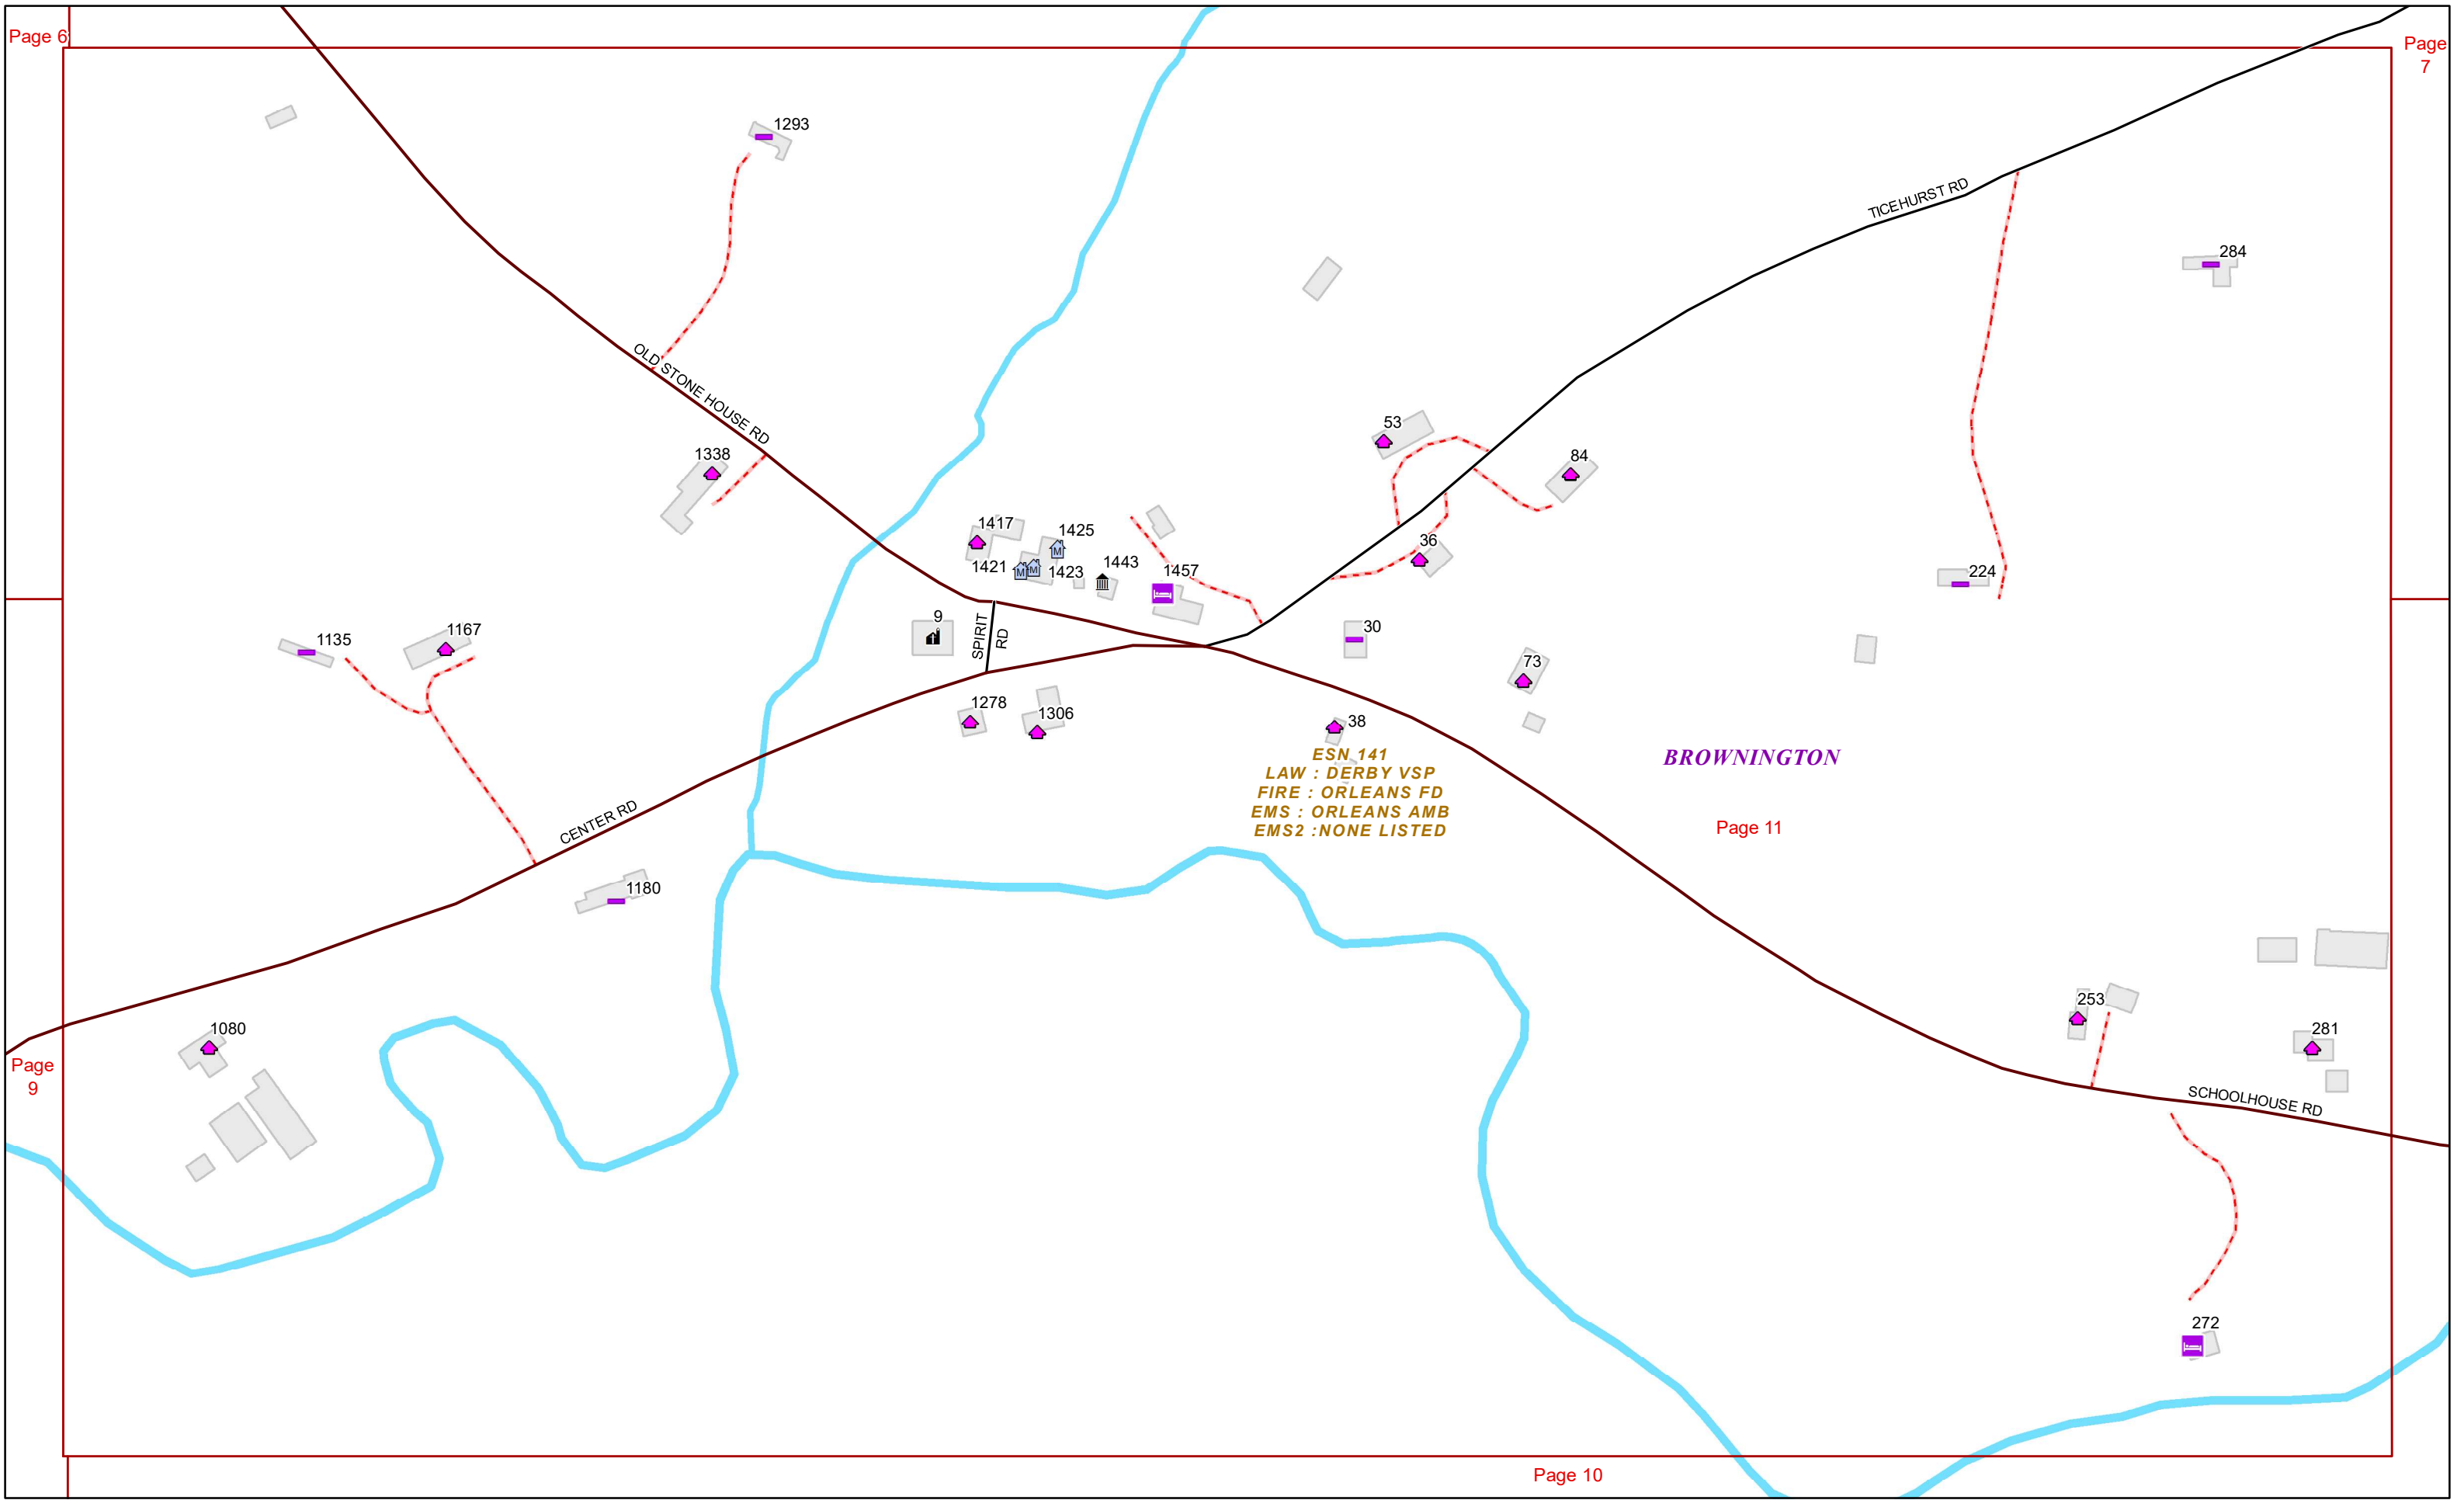 Page 6
Page
7
1293
TICEHURST RD
284
OLD STONE HOUSE RD
53
1338
84
1417
1425
36
1421
1423
1443
1457
224
9
SPIRIT
RD
30
1135
1167
73
1278
1306
38
ESN 141
LAW : DERBY VSP
FIRE : ORLEANS FD
EMS : ORLEANS AMB
EMS2 :NONE LISTED
BROWNINGTON
Page 11
CENTER RD
1180
253
1080
281
Page
9
SCHOOLHOUSE RD
272
Page 10